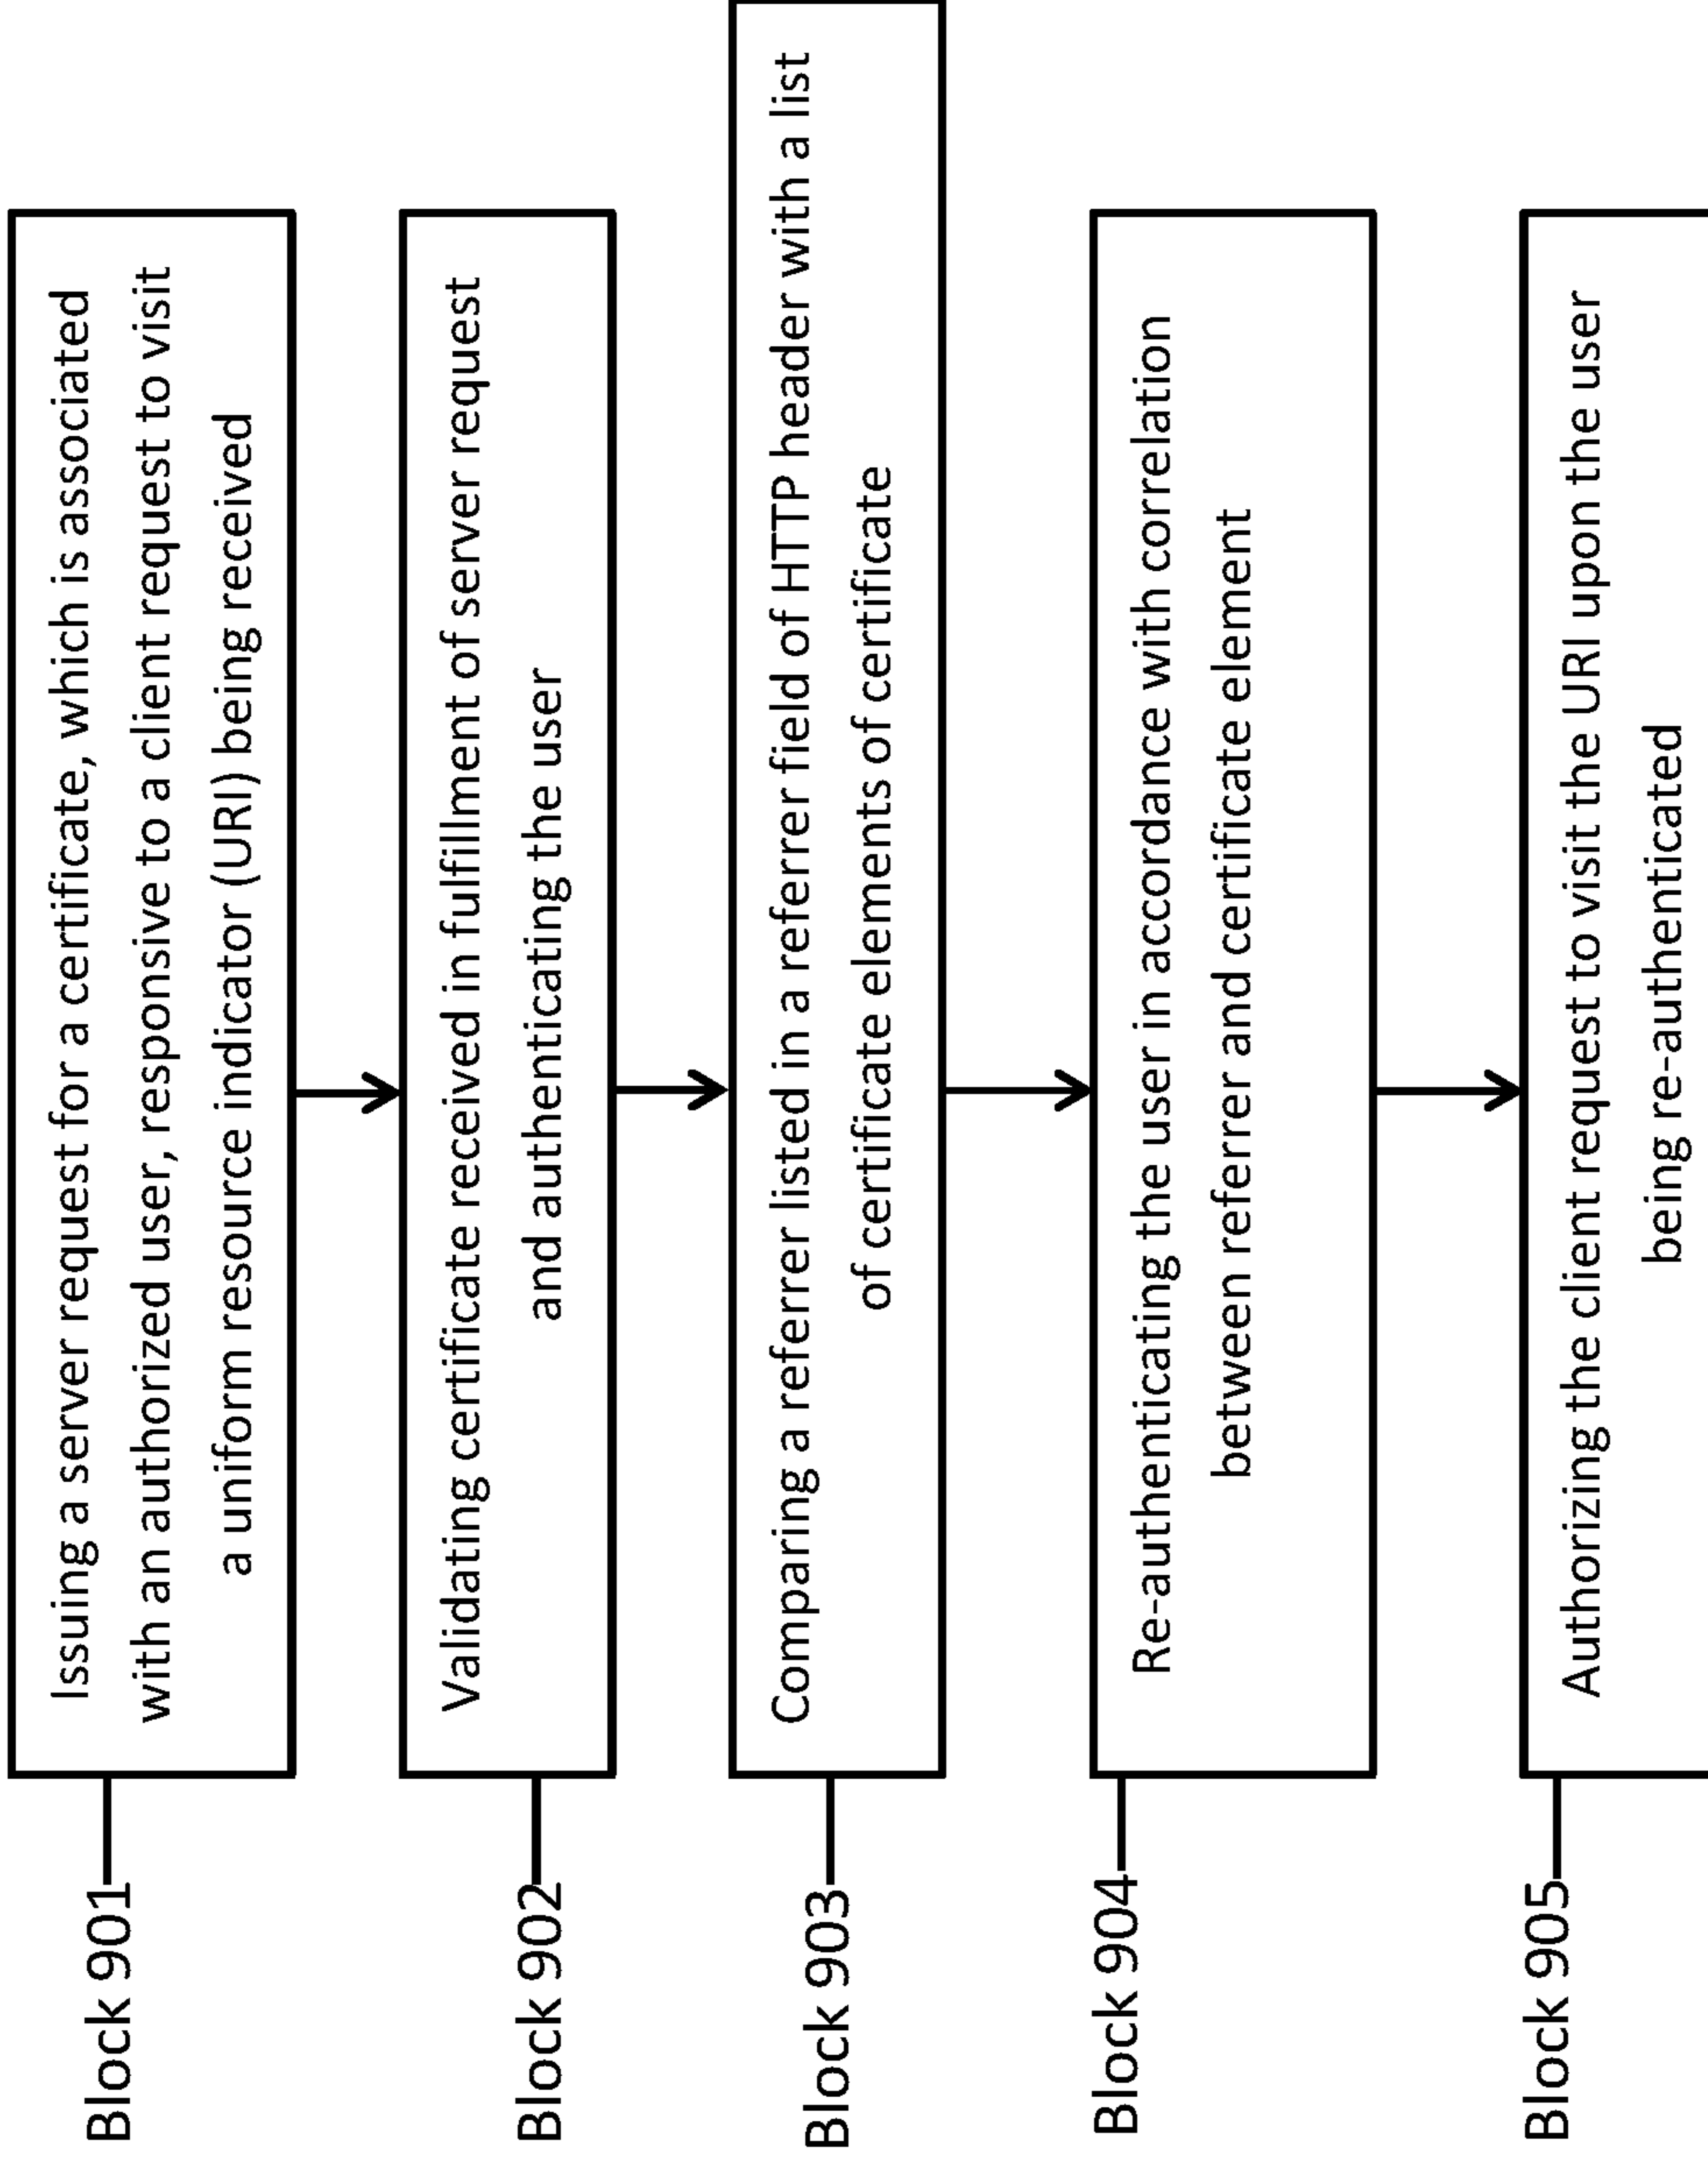 Block 901
Issuing a server request for a certificate, which is associated
with an authorized user, responsive to a client request to visit
a uniform resource indicator (URI) being received
Block 902
Validating certificate received in fulfillment of server request
and authenticating the user
Block 903
Comparing a referrer listed in a referrer field of HTTP header with a list
of certificate elements of certificate
Block 904
Re-authenticating the user in accordance with correlation
between referrer and certificate element
Block 905
Authorizing the client request to visit the URI upon the user
being re-authenticated